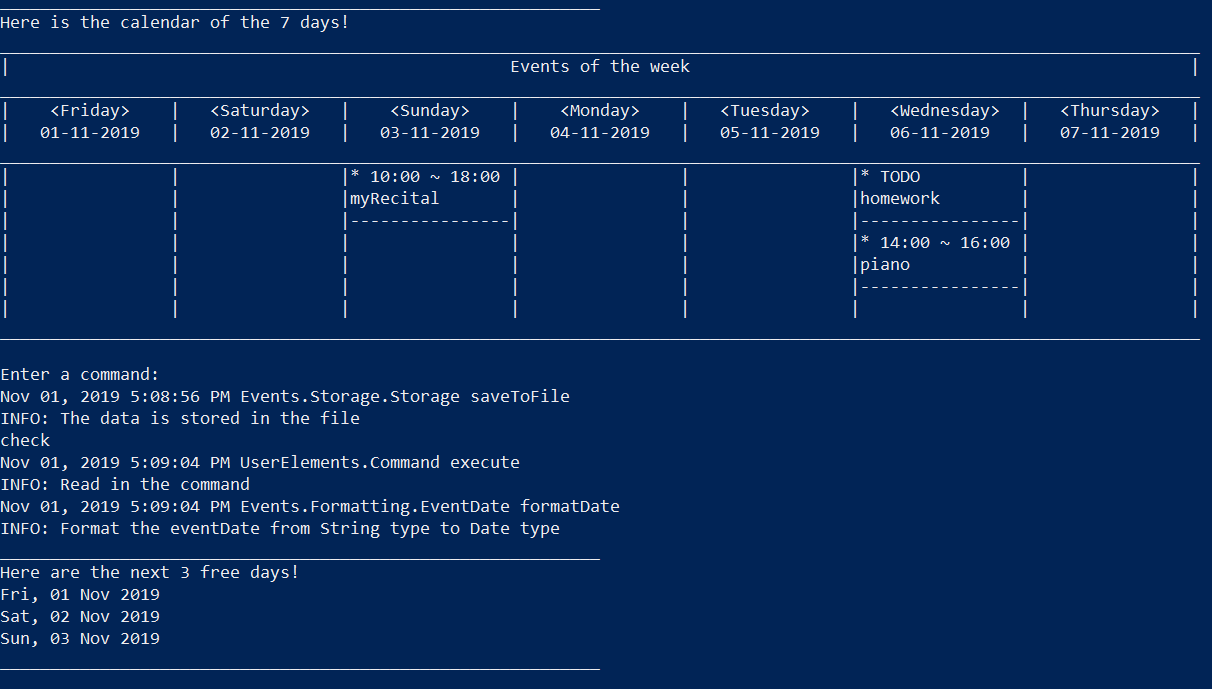 Here is the calendar of the 7 days!
| Events of the week |
| <Friday> | <Saturday> | <Sunday> | <Monday> | <Tuesday> | <Wednesday> | <Thursday> |
| 01-11-2019 | 02-11-2019 | 03-11-2019 | 04-11-2019 | 05-11-2019 | 06-11-2019 | 07-11-2019 |
| | |* 10:00 ~ 18:00 | | |* TODO | |
| | |myRecital | | |homework | |
| | |----------------| | |----------------| |
| | | | | |* 14:00 ~ 16:00 | |
| | | | | |piano | |
| | | | | |----------------| |
| | | | | | | |
Enter a command:
Nov 01, 2019 5:08:56 PM Events.Storage.Storage saveToFile
INFO: The data is stored in the file
check
Nov 01, 2019 5:09:04 PM UserElements.Command execute
INFO: Read in the command
Nov 01, 2019 5:09:04 PM Events.Formatting.EventDate formatDate
INFO: Format the eventDate from String type to Date type
Here are the next 3 free days!
Fri, 01 Nov 2019
Sat, 02 Nov 2019
Sun, 03 Nov 2019